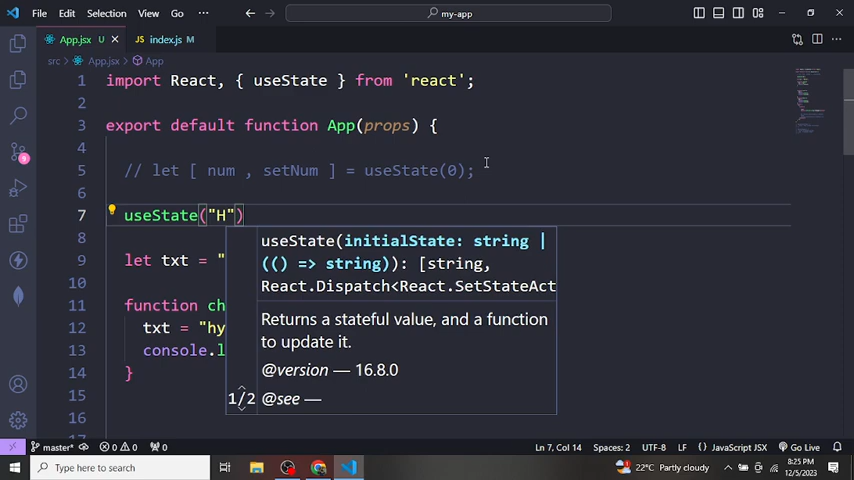 File Edit Selection View Go ··· my-app
App.jsx U index.js M
src > App.jsx > App
1 import React, { useState } from 'react';
2
3 export default function App(props) {
4
5 // let [ num , setNum ] = useState(0);
6
7 useState("H")
8
useState(initialState: string |
(() => string)): [string,
React.Dispatch<React.SetStateAct
9 let txt = "
10
11 function ch
12 txt = "hy
13 console.l
14 }
15
16
Returns a stateful value, and a function
to update it.
@version — 16.8.0
1/2 @see —
master* 0 0 0 Ln 7, Col 14 Spaces: 2 UTF-8 LF {} JavaScript JSX Go Live
Type here to search 22°C Partly cloudy 8:25 PM
12/5/2023